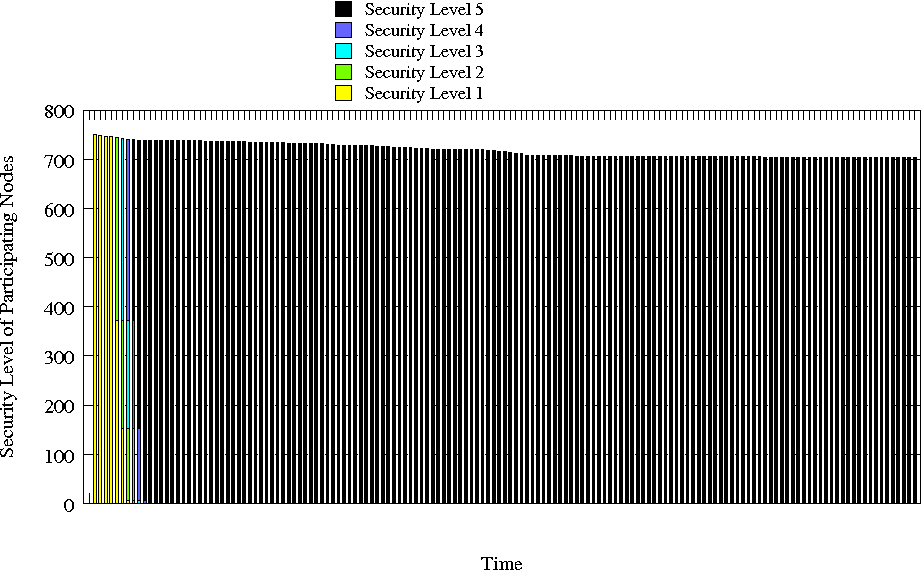 Security Level 5
Security Level 4
Security Level 3
Security Level 2
Security Level 1
800
700
600
500
400
300
200
100
0
Security Level of Participating Nodes
Time